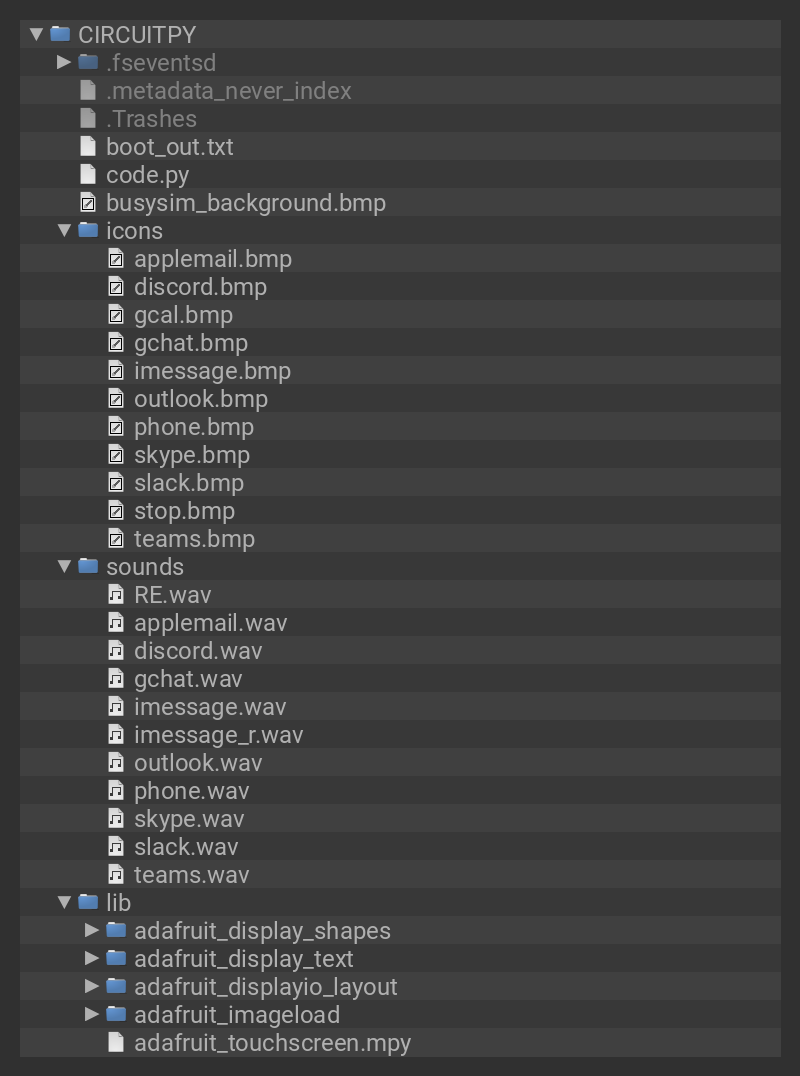 CIRCUITPY
.fseventsd
.metadata_never_index
.Trashes
boot_out.txt
code.py
busysim_background.bmp
icons
applemail.bmp
discord.bmp
gcal.bmp
gchat.bmp
imessage.bmp
outlook.bmp
phone.bmp
skype.bmp
slack.bmp
stop.bmp
teams.bmp
sounds
RE.wav
applemail.wav
discord.wav
gchat.wav
imessage.wav
imessage_r.wav
outlook.wav
phone.wav
skype.wav
slack.wav
teams.wav
lib
adafruit_display_shapes
adafruit_display_text
adafruit_displayio_layout
adafruit_imageload
adafruit_touchscreen.mpy